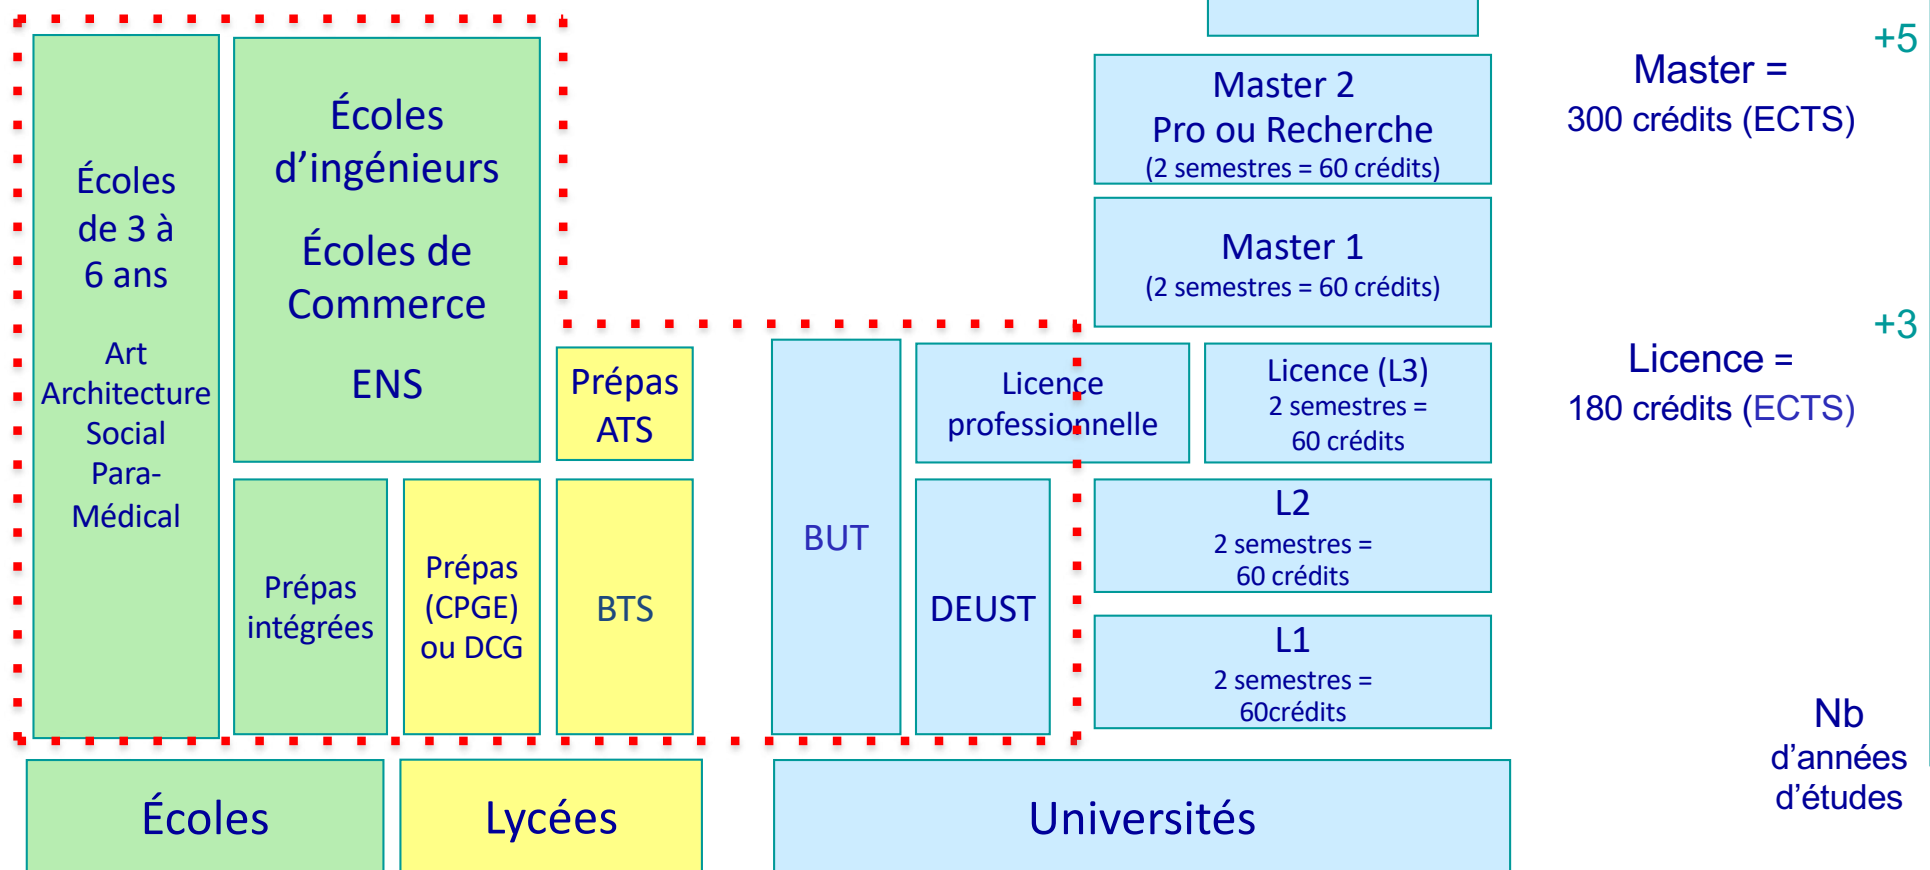 Écoles
de 3 à
6 ans
Art
Architecture
Social
Para-
Médical
Écoles
d’ingénieurs
Écoles de
Commerce
ENS
Prépas
intégrées
Prépas
(CPGE)
ou DCG
Prépas
ATS
BTS
BUT
Licence
professionnelle
DEUST
Master 2
Pro ou Recherche
(2 semestres = 60 crédits)
Master 1
(2 semestres = 60 crédits)
Licence (L3)
2 semestres =
60 crédits
L2
2 semestres =
60 crédits
L1
2 semestres =
60crédits
+5
Master =
300 crédits (ECTS)
+3
Licence =
180 crédits (ECTS)
Nb
d’années
d’études
Écoles
Lycées
Universités